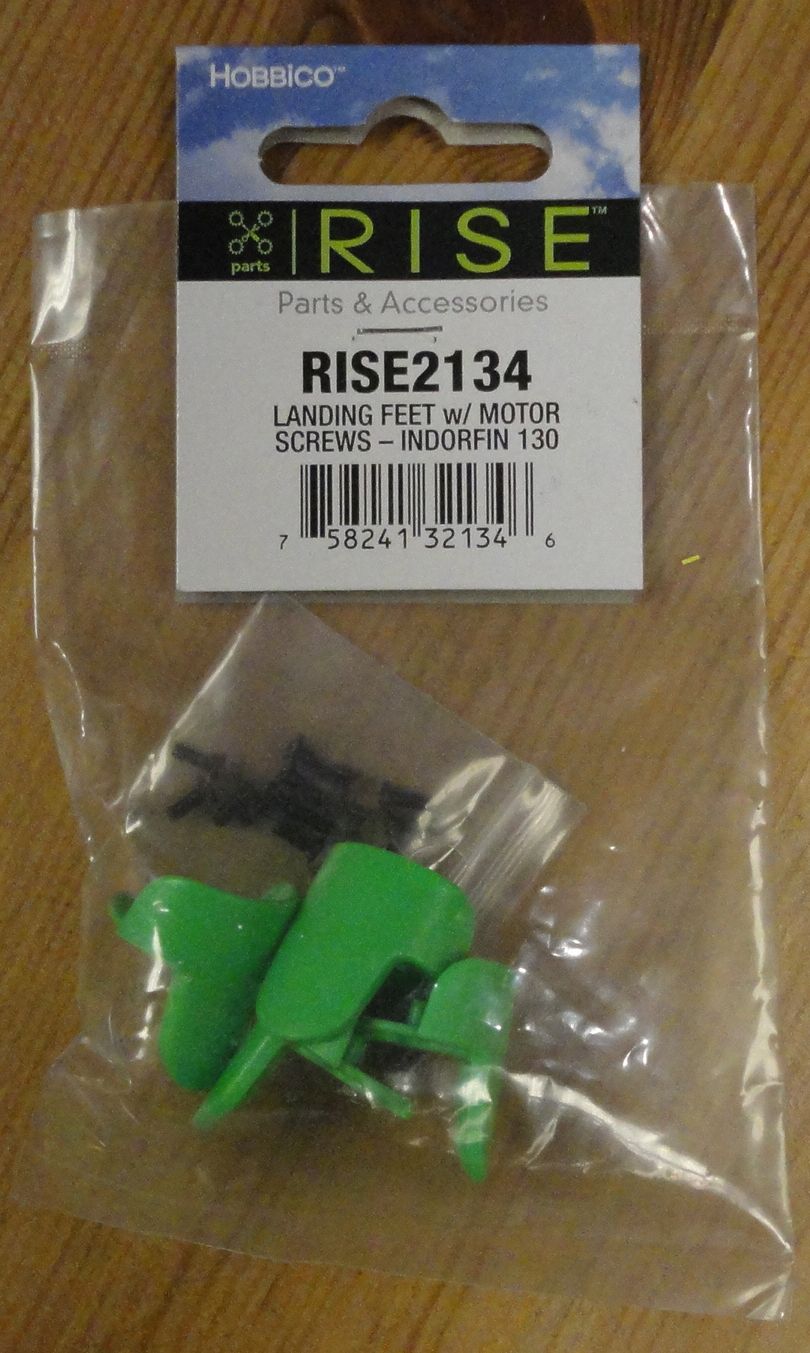 HOBBICO™
parts
RISE™
Parts & Accessories
RISE2134
LANDING FEET w/ MOTOR
SCREWS – INDORFIN 130
7 58241 32134 6